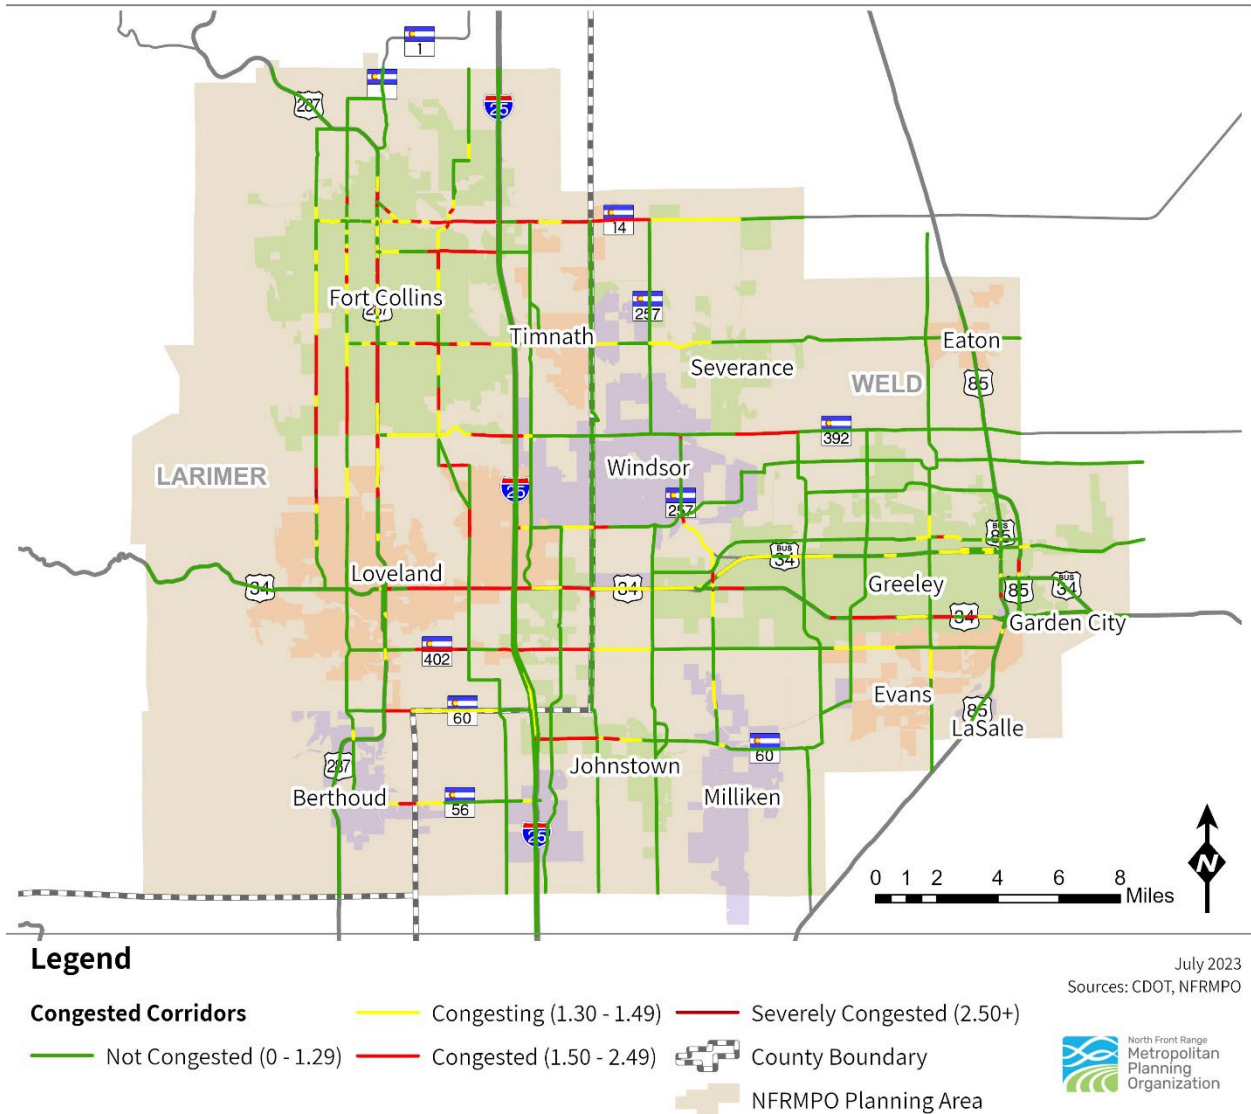 1
287
25
14
Fort Collins
287
257
Timnath
Eaton
Severance
85
WELD
392
LARIMER
Windsor
25
257
BUS
85
BUS
34
Loveland
34
34
Greeley
85
BUS
34
34
Garden City
402
Evans
60
85
LaSalle
60
287
Johnstown
Berthoud
56
Milliken
25
N
0 1 2 4 6 8
Miles
Legend
July 2023
Sources: CDOT, NFRMPO
Congested Corridors
Not Congested (0 - 1.29)
Congesting (1.30 - 1.49)
Congested (1.50 - 2.49)
Severely Congested (2.50+)
County Boundary
NFRMPO Planning Area
North Front Range
Metropolitan
Planning
Organization